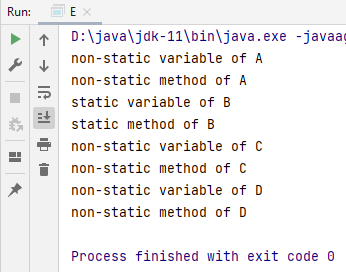 Run: E ×
D:\java\jdk-11\bin\java.exe -javaag
non-static variable of A
non-static method of A
static variable of B
static method of B
non-static variable of C
non-static method of C
non-static variable of D
non-static method of D
Process finished with exit code 0